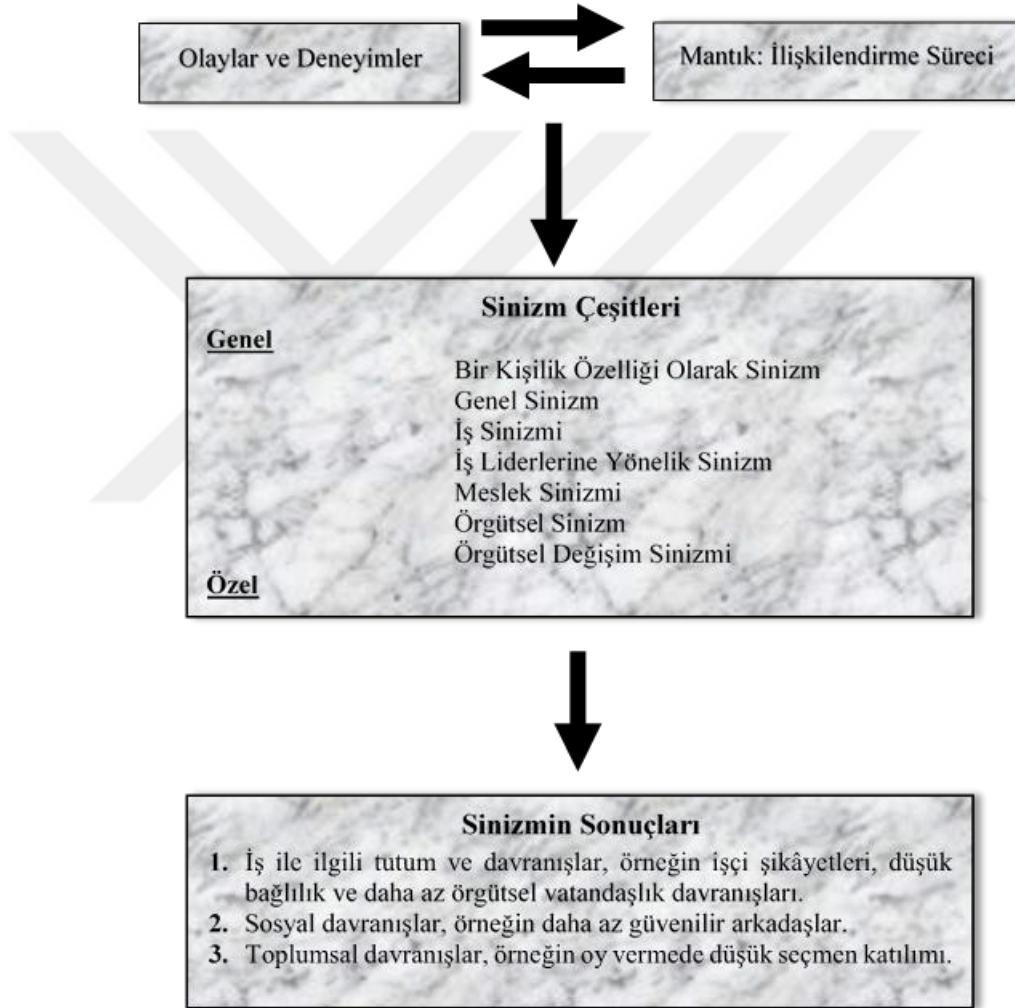 Olaylar ve Deneyimler
Mantık: İlişkilendirme Süreci
Sinizm Çeşitleri
Genel
Bir Kişilik Özelliği Olarak Sinizm
Genel Sinizm
İş Sinizmi
İş Liderlerine Yönelik Sinizm
Meslek Sinizmi
Örgütsel Sinizm
Örgütsel Değişim Sinizmi
Özel
Sinizmin Sonuçları
1. İş ile ilgili tutum ve davranışlar, örneğin işçi şikâyetleri, düşük
bağlılık ve daha az örgütsel vatandaşlık davranışları.
2. Sosyal davranışlar, örneğin daha az güvenilir arkadaşlar.
3. Toplumsal davranışlar, örneğin oy vermede düşük seçmen katılımı.